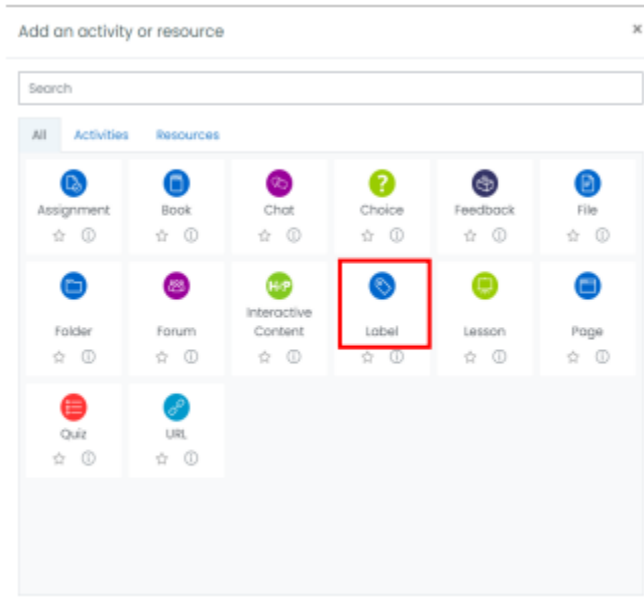 Add an activity or resource ×
Search
All Activities Resources
Assignment Book Chat Choice Feedback File
H-P
Folder Forum Interactive Content Label Lesson Page
Quiz URL